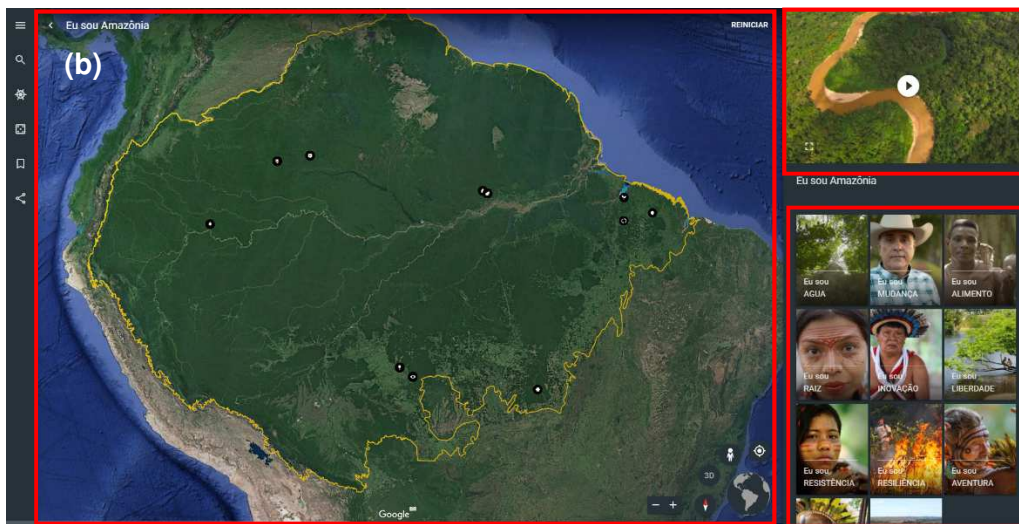 Eu sou Amazônia
REINICIAR
(b)
3D
Google
Eu sou Amazônia
Eu sou
ÁGUA
Eu sou
MUDANÇA
Eu sou
ALIMENTO
Eu sou
RAIZ
Eu sou
INOVAÇÃO
Eu sou
LIBERDADE
Eu sou
RESISTÊNCIA
Eu sou
RESILIÊNCIA
Eu sou
AVENTURA